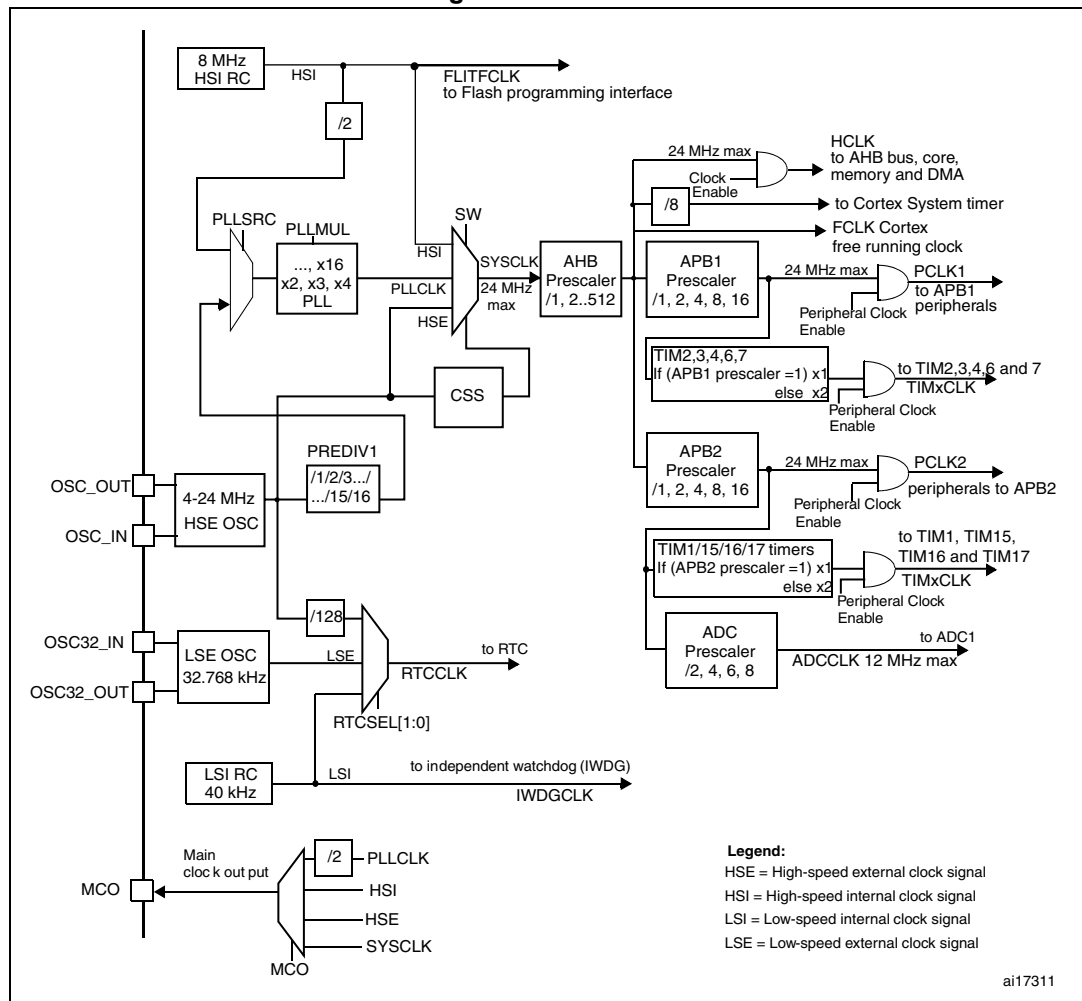 8 MHz
HSI RC
HSI
FLITFCLK
to Flash programming interface
/2
HCLK
to AHB bus, core,
memory and DMA
24 MHz max
Clock
Enable
/8
to Cortex System timer
FCLK Cortex
free running clock
PLLSRC
PLLMUL
..., x16
x2, x3, x4
PLL
SW
HSI
PLLCLK
HSE
SYSCLK
24 MHz
max
AHB
Prescaler
/1, 2..512
APB1
Prescaler
/1, 2, 4, 8, 16
24 MHz max
PCLK1
to APB1
peripherals
Peripheral Clock
Enable
TIM2,3,4,6,7
If (APB1 prescaler =1) x1
else x2
to TIM2,3,4,6 and 7
TIMxCLK
Peripheral Clock
Enable
CSS
PREDIV1
/1/2/3.../
.../15/16
OSC_OUT
OSC_IN
4-24 MHz
HSE OSC
APB2
Prescaler
/1, 2, 4, 8, 16
24 MHz max
PCLK2
peripherals to APB2
Peripheral Clock
Enable
TIM1/15/16/17 timers
If (APB2 prescaler =1) x1
else x2
to TIM1, TIM15,
TIM16 and TIM17
TIMxCLK
Peripheral Clock
Enable
ADC
Prescaler
/2, 4, 6, 8
to ADC1
ADCCLK 12 MHz max
/128
OSC32_IN
OSC32_OUT
LSE OSC
32.768 kHz
LSE
to RTC
RTCCLK
RTCSEL[1:0]
LSI RC
40 kHz
LSI
to independent watchdog (IWDG)
IWDGCLK
MCO
Main
cloc k out put
/2
PLLCLK
HSI
HSE
SYSCLK
MCO
Legend:
HSE = High-speed external clock signal
HSI = High-speed internal clock signal
LSI = Low-speed internal clock signal
LSE = Low-speed external clock signal
ai17311